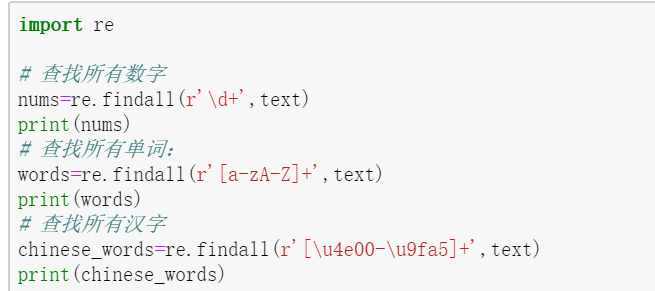 import re
# 查找所有数字
nums=re.findall(r'\d+',text)
print(nums)
# 查找所有单词：
words=re.findall(r'[a-zA-Z]+',text)
print(words)
# 查找所有汉字
chinese_words=re.findall(r'[\u4e00-\u9fa5]+',text)
print(chinese_words)